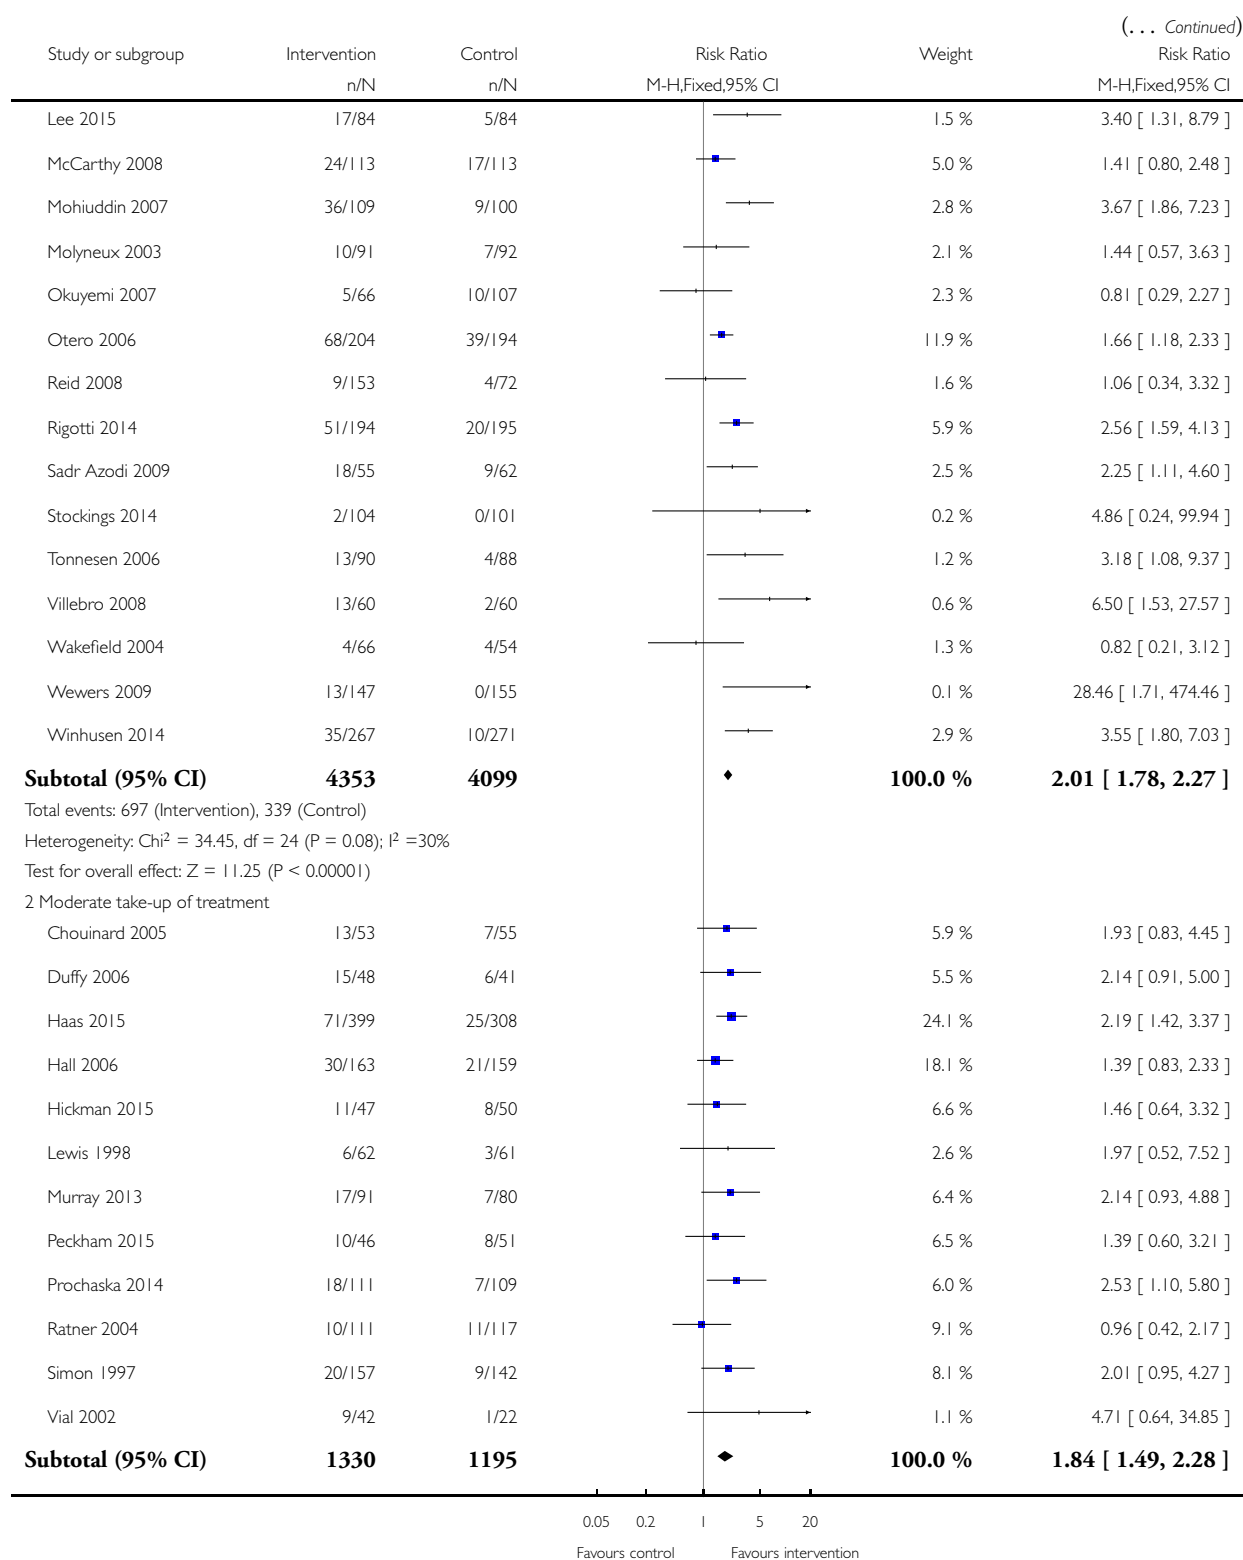 (... Continued)
Study or subgroup Intervention Control Risk Ratio Weight Risk Ratio
n/N n/N M-H,Fixed,95% CI M-H,Fixed,95% CI
Lee 2015 17/84 5/84 1.5 % 3.40 [ 1.31, 8.79 ]
McCarthy 2008 24/113 17/113 5.0 % 1.41 [ 0.80, 2.48 ]
Mohiuddin 2007 36/109 9/100 2.8 % 3.67 [ 1.86, 7.23 ]
Molyneux 2003 10/91 7/92 2.1 % 1.44 [ 0.57, 3.63 ]
Okuyemi 2007 5/66 10/107 2.3 % 0.81 [ 0.29, 2.27 ]
Otero 2006 68/204 39/194 11.9 % 1.66 [ 1.18, 2.33 ]
Reid 2008 9/153 4/72 1.6 % 1.06 [ 0.34, 3.32 ]
Rigotti 2014 51/194 20/195 5.9 % 2.56 [ 1.59, 4.13 ]
Sadr Azodi 2009 18/55 9/62 2.5 % 2.25 [ 1.11, 4.60 ]
Stockings 2014 2/104 0/101 0.2 % 4.86 [ 0.24, 99.94 ]
Tonnesen 2006 13/90 4/88 1.2 % 3.18 [ 1.08, 9.37 ]
Villebro 2008 13/60 2/60 0.6 % 6.50 [ 1.53, 27.57 ]
Wakefield 2004 4/66 4/54 1.3 % 0.82 [ 0.21, 3.12 ]
Wewers 2009 13/147 0/155 0.1 % 28.46 [ 1.71, 474.46 ]
Winhusen 2014 35/267 10/271 2.9 % 3.55 [ 1.80, 7.03 ]
Subtotal (95% CI) 4353 4099 100.0 % 2.01 [ 1.78, 2.27 ]
Total events: 697 (Intervention), 339 (Control)
Heterogeneity: Chi² = 34.45, df = 24 (P = 0.08); I² =30%
Test for overall effect: Z = 11.25 (P < 0.00001)
2 Moderate take-up of treatment
Chouinard 2005 13/53 7/55 5.9 % 1.93 [ 0.83, 4.45 ]
Duffy 2006 15/48 6/41 5.5 % 2.14 [ 0.91, 5.00 ]
Haas 2015 71/399 25/308 24.1 % 2.19 [ 1.42, 3.37 ]
Hall 2006 30/163 21/159 18.1 % 1.39 [ 0.83, 2.33 ]
Hickman 2015 11/47 8/50 6.6 % 1.46 [ 0.64, 3.32 ]
Lewis 1998 6/62 3/61 2.6 % 1.97 [ 0.52, 7.52 ]
Murray 2013 17/91 7/80 6.4 % 2.14 [ 0.93, 4.88 ]
Peckham 2015 10/46 8/51 6.5 % 1.39 [ 0.60, 3.21 ]
Prochaska 2014 18/111 7/109 6.0 % 2.53 [ 1.10, 5.80 ]
Ratner 2004 10/111 11/117 9.1 % 0.96 [ 0.42, 2.17 ]
Simon 1997 20/157 9/142 8.1 % 2.01 [ 0.95, 4.27 ]
Vial 2002 9/42 1/22 1.1 % 4.71 [ 0.64, 34.85 ]
Subtotal (95% CI) 1330 1195 100.0 % 1.84 [ 1.49, 2.28 ]
0.05 0.2 1 5 20
Favours control Favours intervention